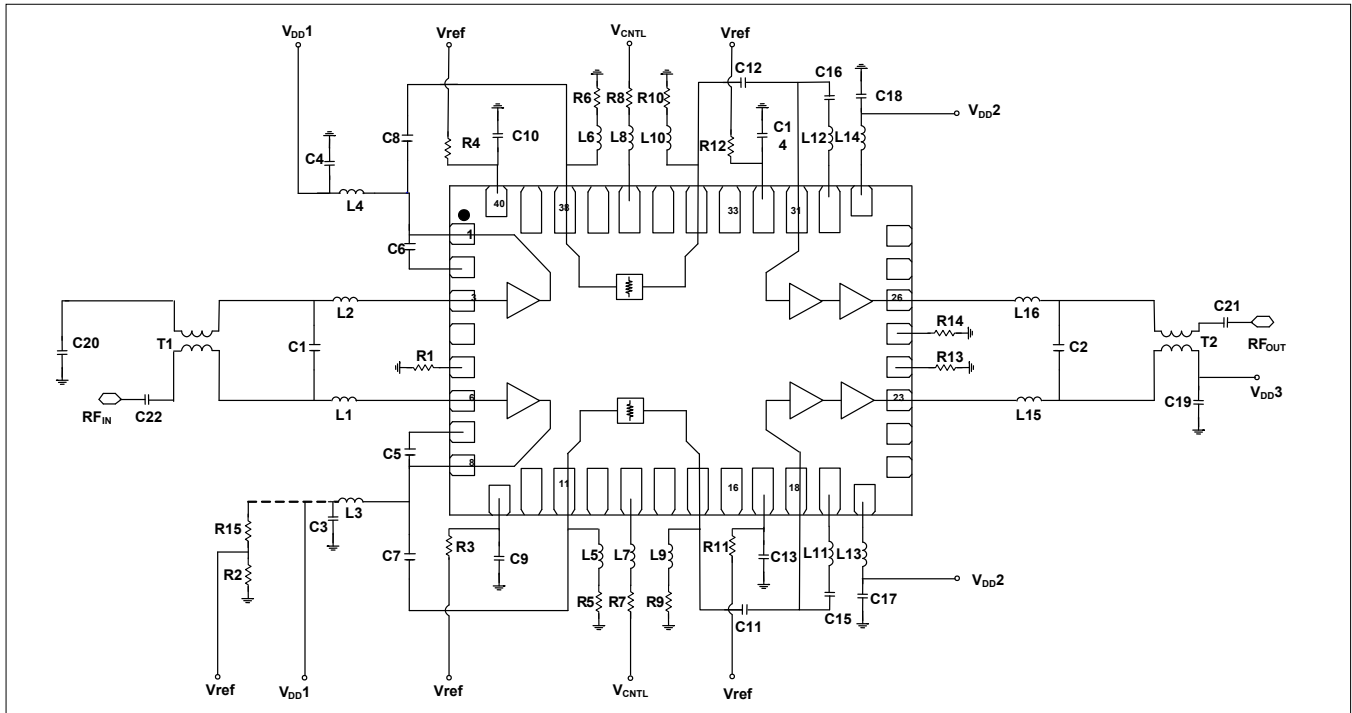 VDD1
Vref
VCNTL
Vref
C12
C16
R6
R8
R10
C18
VDD2
C8
C10
C1
4
C4
R4
L6
L8
L10
R12
L12
L14
L4
40
38
33
31
1
C6
3
26
L2
L16
C21
C20
T1
C1
R14
C2
T2
RFOUT
R1
R13
RFIN
C22
L1
6
23
L15
C19
VDD3
C5
8
11
16
18
R15
C3
L3
C7
R3
C9
L5
L7
L9
R11
C13
L11
L13
R2
R5
R7
R9
C11
C15
C17
VDD2
Vref
VDD1
Vref
VCNTL
Vref